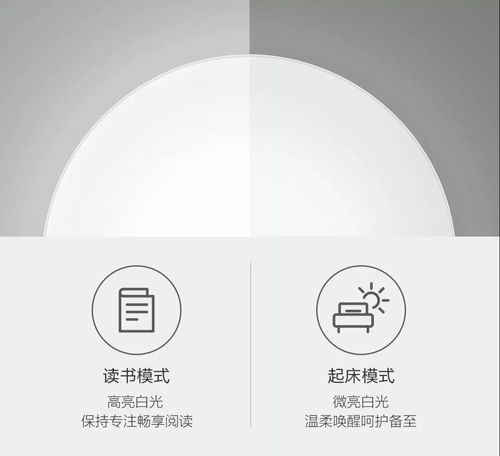 读书模式
高亮白光
保持专注畅享阅读
起床模式
微亮白光
温柔唤醒呵护备至